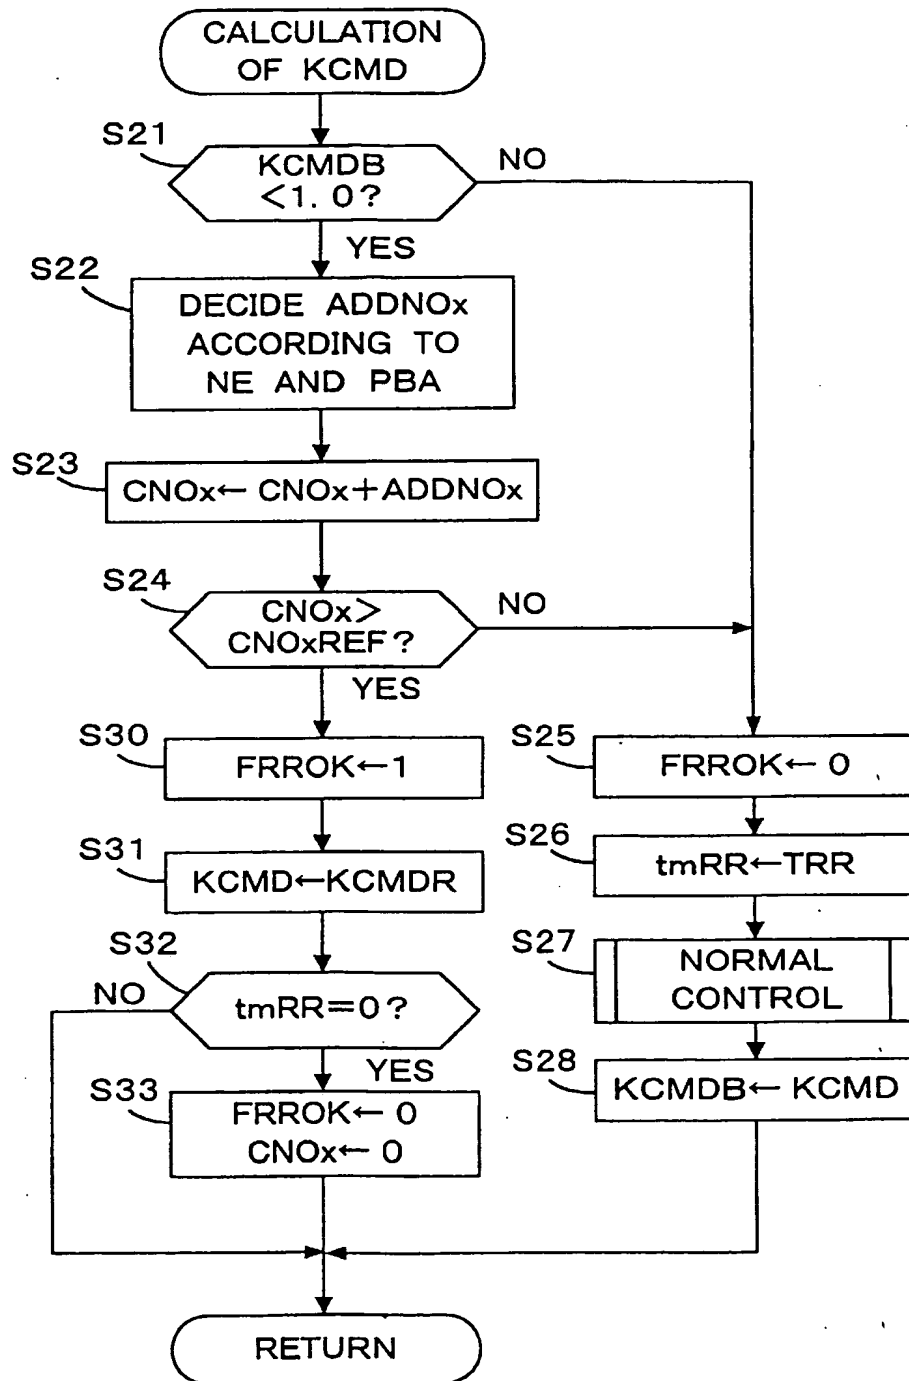 CALCULATION
OF KCMD
S21
KCMDB
<1.0?
NO
YES
S22
DECIDE ADDNOx
ACCORDING TO
NE AND PBA
S23
CNOx←CNOx+ADDNOx
S24
CNOx>
CNOxREF?
NO
YES
S30
FRROK←1
S31
KCMD←KCMDR
S32
tmRR=0?
NO
YES
S33
FRROK←0
CNOx←0
S25
FRROK←0
S26
tmRR←TRR
S27
NORMAL
CONTROL
S28
KCMDB←KCMD
RETURN